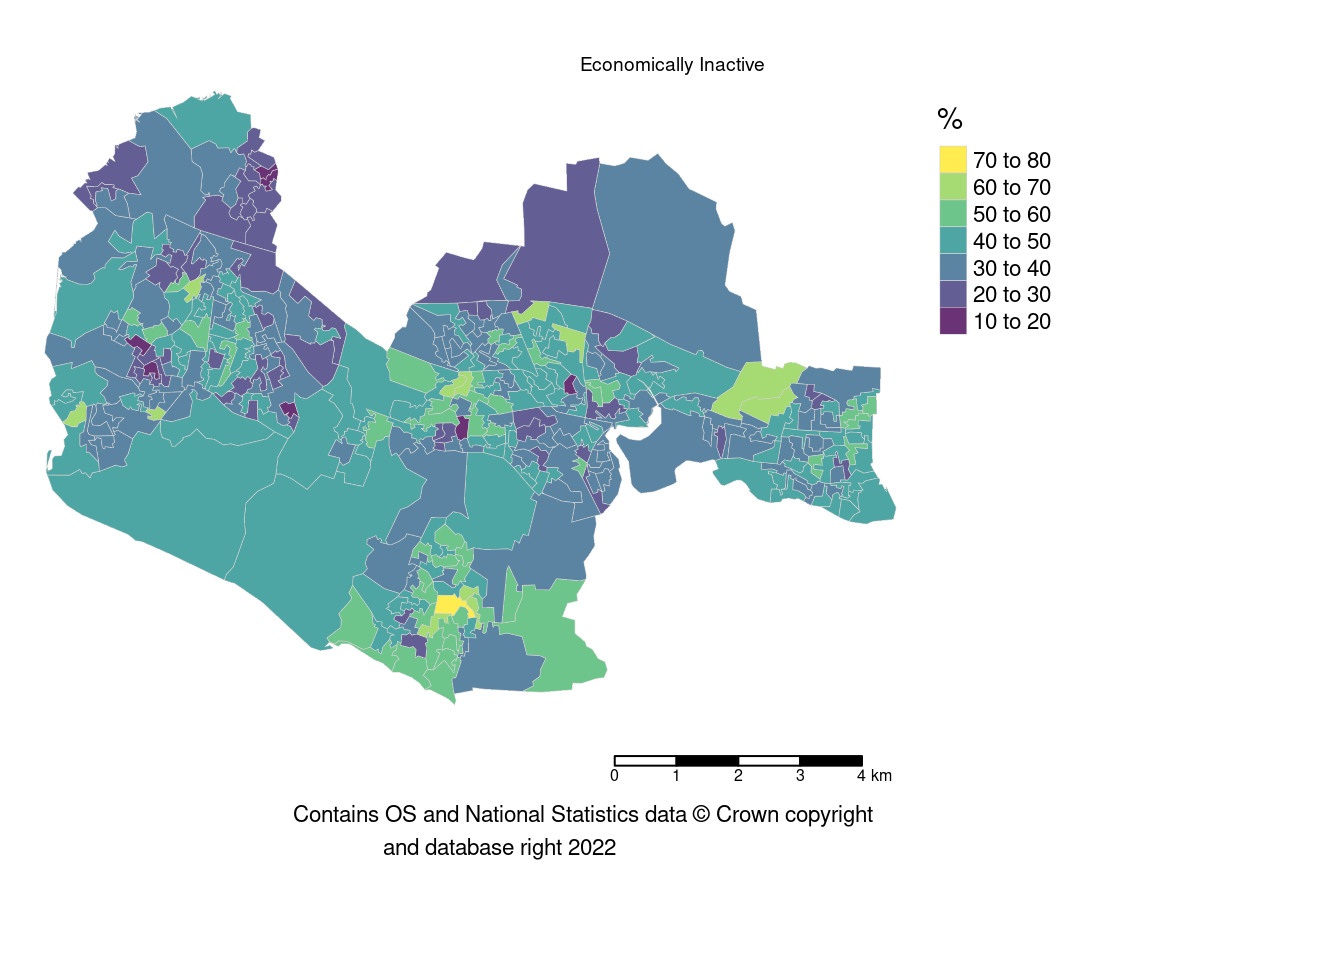 Economically Inactive
%
70 to 80
60 to 70
50 to 60
40 to 50
30 to 40
20 to 30
10 to 20
0 1 2 3 4 km
Contains OS and National Statistics data © Crown copyright
and database right 2022